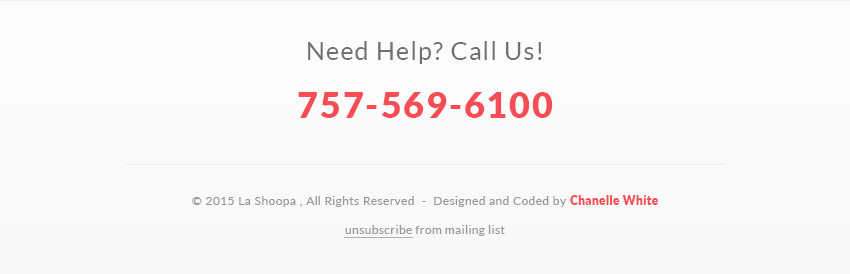 Need Help? Call Us!
757-569-6100
© 2015 La Shoopa , All Rights Reserved - Designed and Coded by Chanelle White
unsubscribe from mailing list